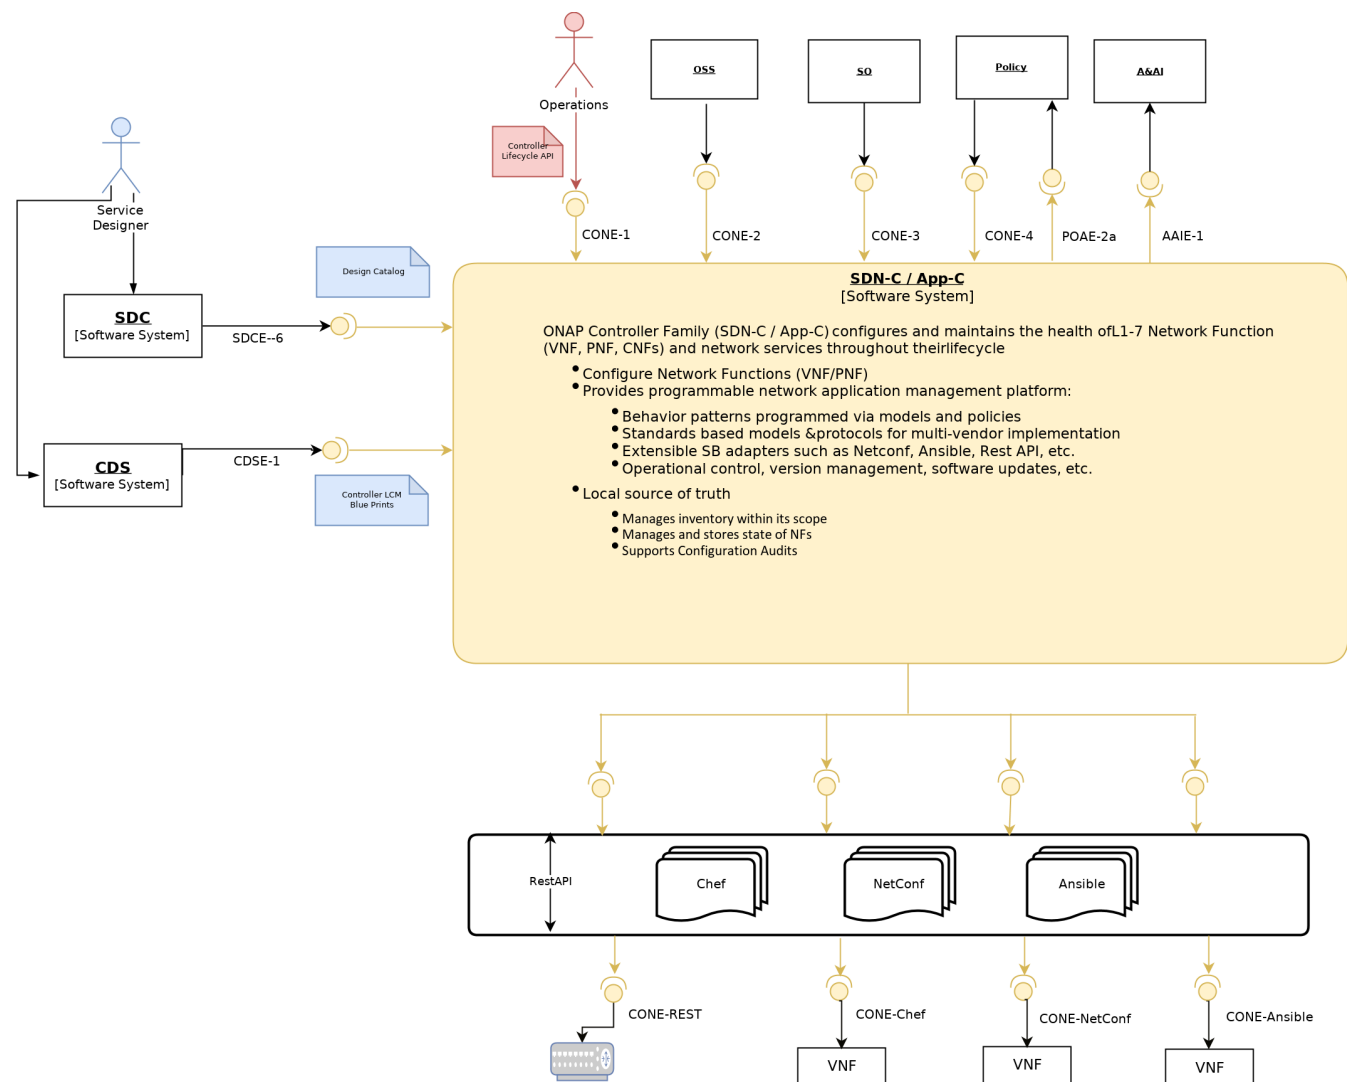 OSS
SO
Policy
A&AI
Operations
Controller
Lifecycle API
Service
Designer
CONE-1
CONE-2
CONE-3
CONE-4
POAE-2a
AAIE-1
Design Catalog
SDC
[Software System]
SDCE--6
CDS
[Software System]
CDSE-1
Controller LCM
Blue Prints
SDN-C / App-C
[Software System]
ONAP Controller Family (SDN-C / App-C) configures and maintains the health ofL1-7 Network Function
(VNF, PNF, CNFs) and network services throughout theirlifecycle
• Configure Network Functions (VNF/PNF)
• Provides programmable network application management platform:
• Behavior patterns programmed via models and policies
• Standards based models &protocols for multi-vendor implementation
• Extensible SB adapters such as Netconf, Ansible, Rest API, etc.
• Operational control, version management, software updates, etc.
• Local source of truth
• Manages inventory within its scope
• Manages and stores state of NFs
• Supports Configuration Audits
RestAPI
Chef
NetConf
Ansible
CONE-REST
CONE-Chef
CONE-NetConf
CONE-Ansible
VNF
VNF
VNF